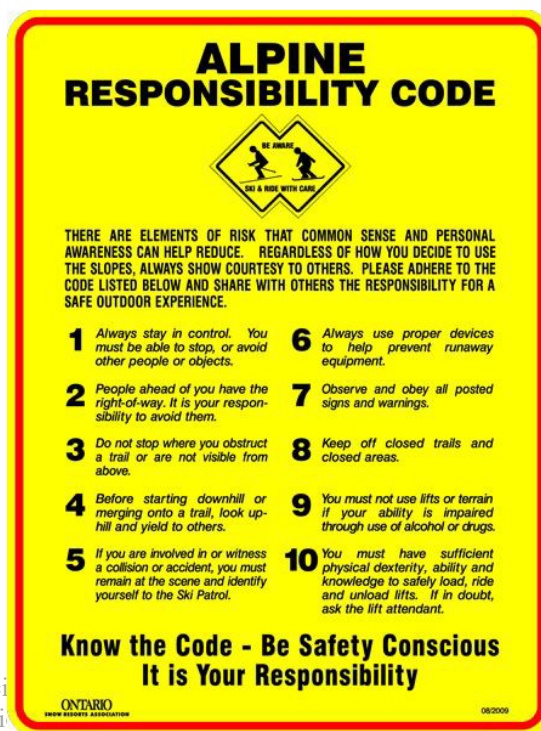 ALPINE
RESPONSIBILITY CODE
BE AWARE
SKI & RIDE WITH CARE
THERE ARE ELEMENTS OF RISK THAT COMMON SENSE AND PERSONAL
AWARENESS CAN HELP REDUCE. REGARDLESS OF HOW YOU DECIDE TO USE
THE SLOPES, ALWAYS SHOW COURTESY TO OTHERS. PLEASE ADHERE TO THE
CODE LISTED BELOW AND SHARE WITH OTHERS THE RESPONSIBILITY FOR A
SAFE OUTDOOR EXPERIENCE.
1 Always stay in control. You
must be able to stop, or avoid
other people or objects.
2 People ahead of you have the
right-of-way. It is your respon-
sibility to avoid them.
3 Do not stop where you obstruct
a trail or are not visible from
above.
4 Before starting downhill or
merging onto a trail, look up-
hill and yield to others.
5 If you are involved in or witness
a collision or accident, you must
remain at the scene and identify
yourself to the Ski Patrol.
6 Always use proper devices
to help prevent runaway
equipment.
7 Observe and obey all posted
signs and warnings.
8 Keep off closed trails and
closed areas.
9 You must not use lifts or terrain
if your ability is impaired
through use of alcohol or drugs.
10 You must have sufficient
physical dexterity, ability and
knowledge to safely load, ride
and unload lifts. If in doubt,
ask the lift attendant.
Know the Code - Be Safety Conscious
It is Your Responsibility
ONTARIO
SNOW RESORTS ASSOCIATION
08/2009